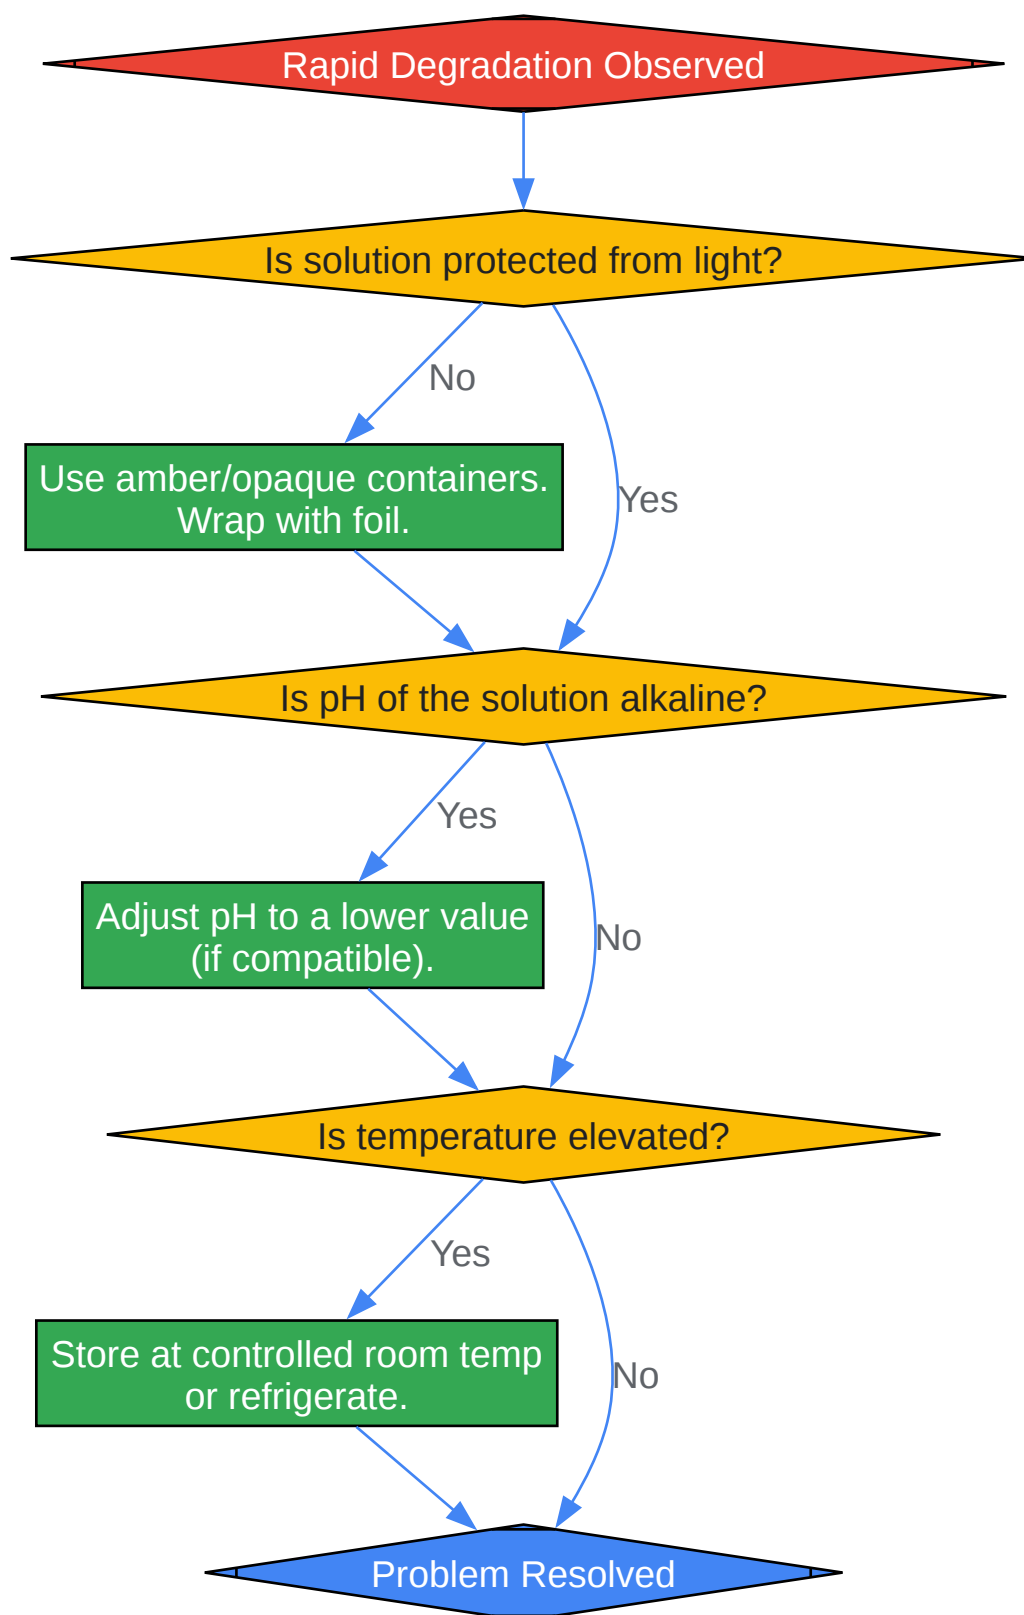 Rapid Degradation Observed
Is solution protected from light?
No
Use amber/opaque containers.
Wrap with foil.
Yes
Is pH of the solution alkaline?
Yes
Adjust pH to a lower value
(if compatible).
No
Is temperature elevated?
Yes
Store at controlled room temp
or refrigerate.
No
Problem Resolved